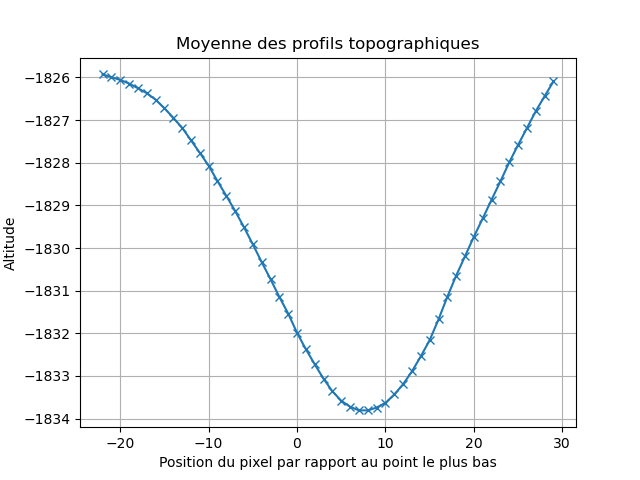 Moyenne des profils topographiques
Altitude
−1826
−1827
−1828
−1829
−1830
−1831
−1832
−1833
−1834
−20 −10 0 10 20 30
Position du pixel par rapport au point le plus bas